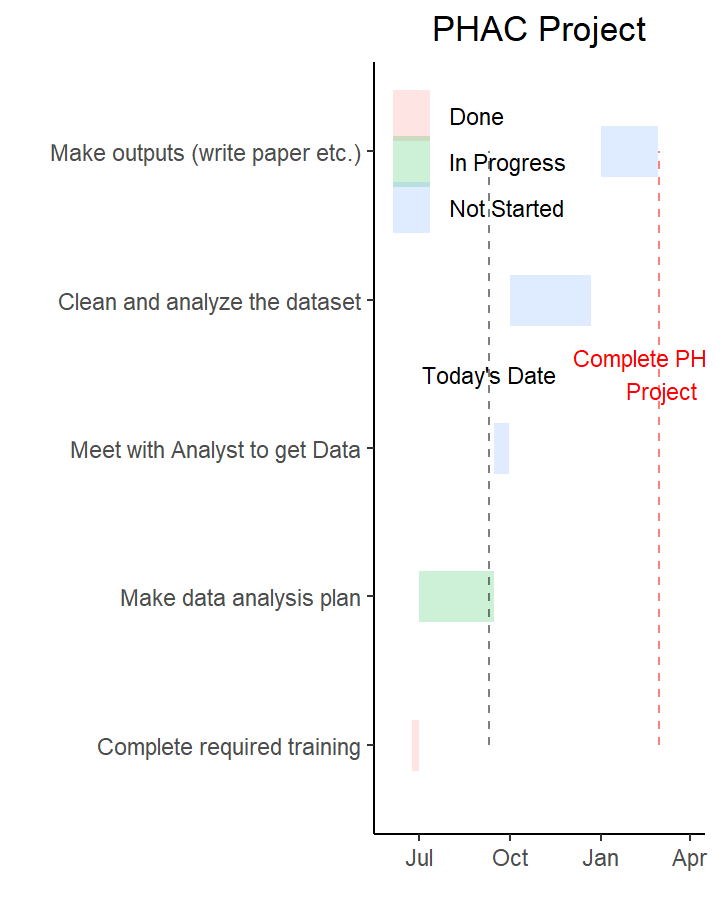 PHAC Project
Done
Make outputs (write paper etc.)
In Progress
Not Started
Clean and analyze the dataset
Complete PH
Today's Date
Project
Meet with Analyst to get Data
Make data analysis plan
Complete required training
Jul
Oct
Jan
Apr